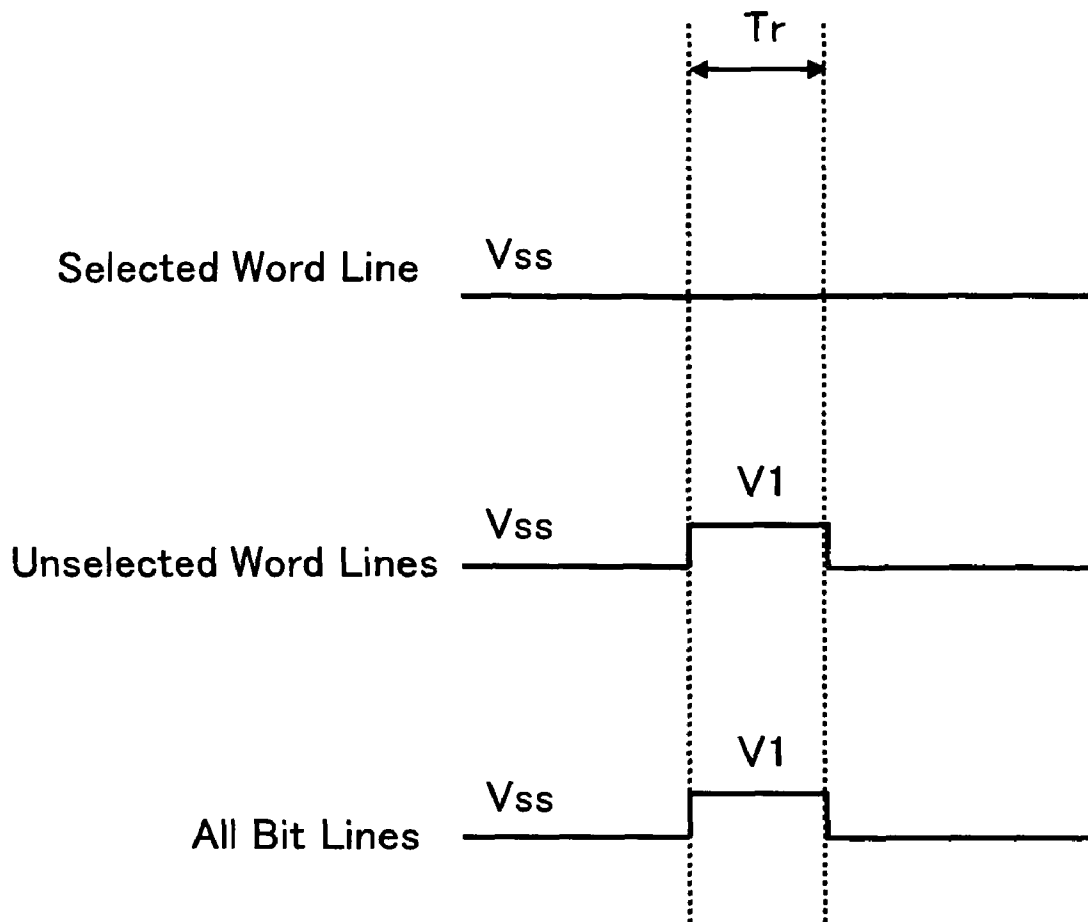 Tr
Selected Word Line
Vss
V1
Unselected Word Lines
Vss
V1
All Bit Lines
Vss